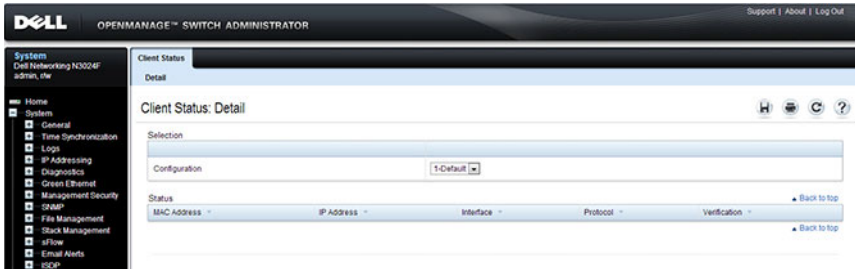 DELL
OPENMANAGE™ SWITCH ADMINISTRATOR
Support | About | Log Out
System
Dell Networking N3024F
admin, r/w
Home
System
General
Time Synchronization
Logs
IP Addressing
Diagnostics
Green Ethernet
Management Security
SNMP
File Management
Stack Management
sFlow
Email Alerts
ISDP
Client Status
Detail
Client Status: Detail
Selection
Configuration 1-Default
Status Back to top
MAC Address IP Address Interface Protocol Verification
Back to top